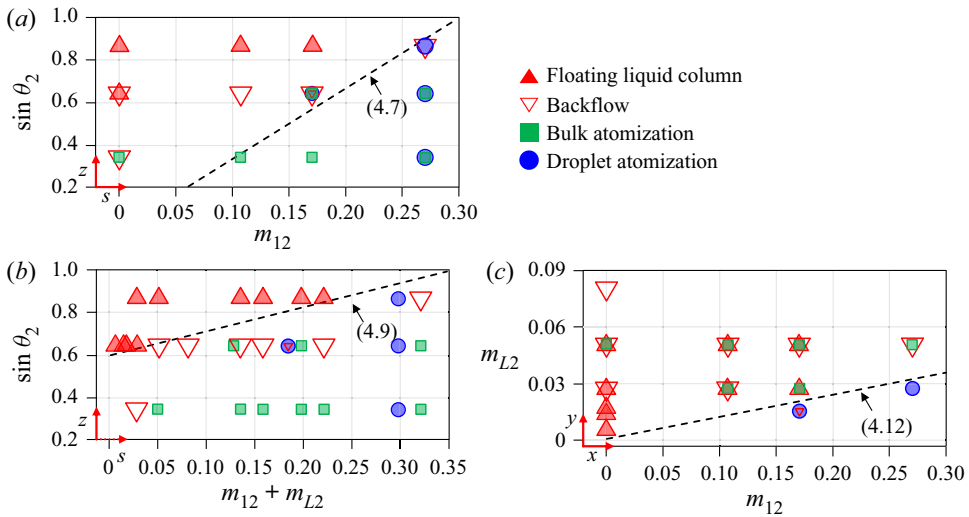 (a)
1.0
0.8
0.6
0.4
0.2
sin θ2
z
s
(4.7)
0 0.05 0.10 0.15 0.20 0.25 0.30
m12
Floating liquid column
Backflow
Bulk atomization
Droplet atomization
(b)
1.0
0.8
0.6
0.4
0.2
sin θ2
z
s
(4.9)
0 0.05 0.10 0.15 0.20 0.25 0.30 0.35
m12 + mL2
(c)
0.09
0.06
0.03
0
mL2
y
x
(4.12)
0 0.05 0.10 0.15 0.20 0.25 0.30
m12